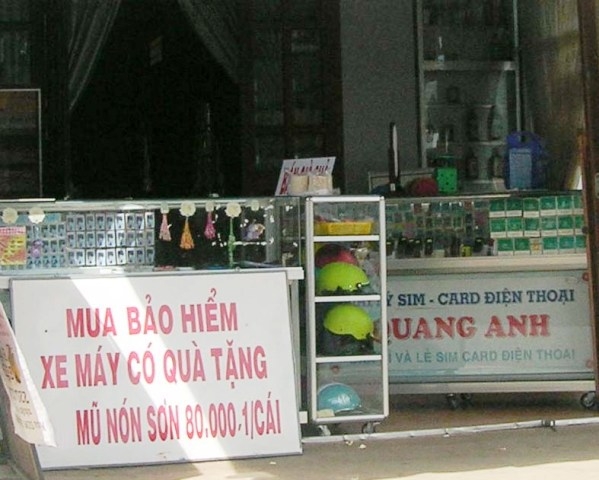 MUA BẢO HIỂM
XE MÁY CÓ QUÀ TẶNG
MŨ NÓN SƠN 80.000-1/CÁI
SIM - CARD ĐIỆN THOẠI
QUANG ANH
VÀ LẺ SIM CARD ĐIỆN THOẠI